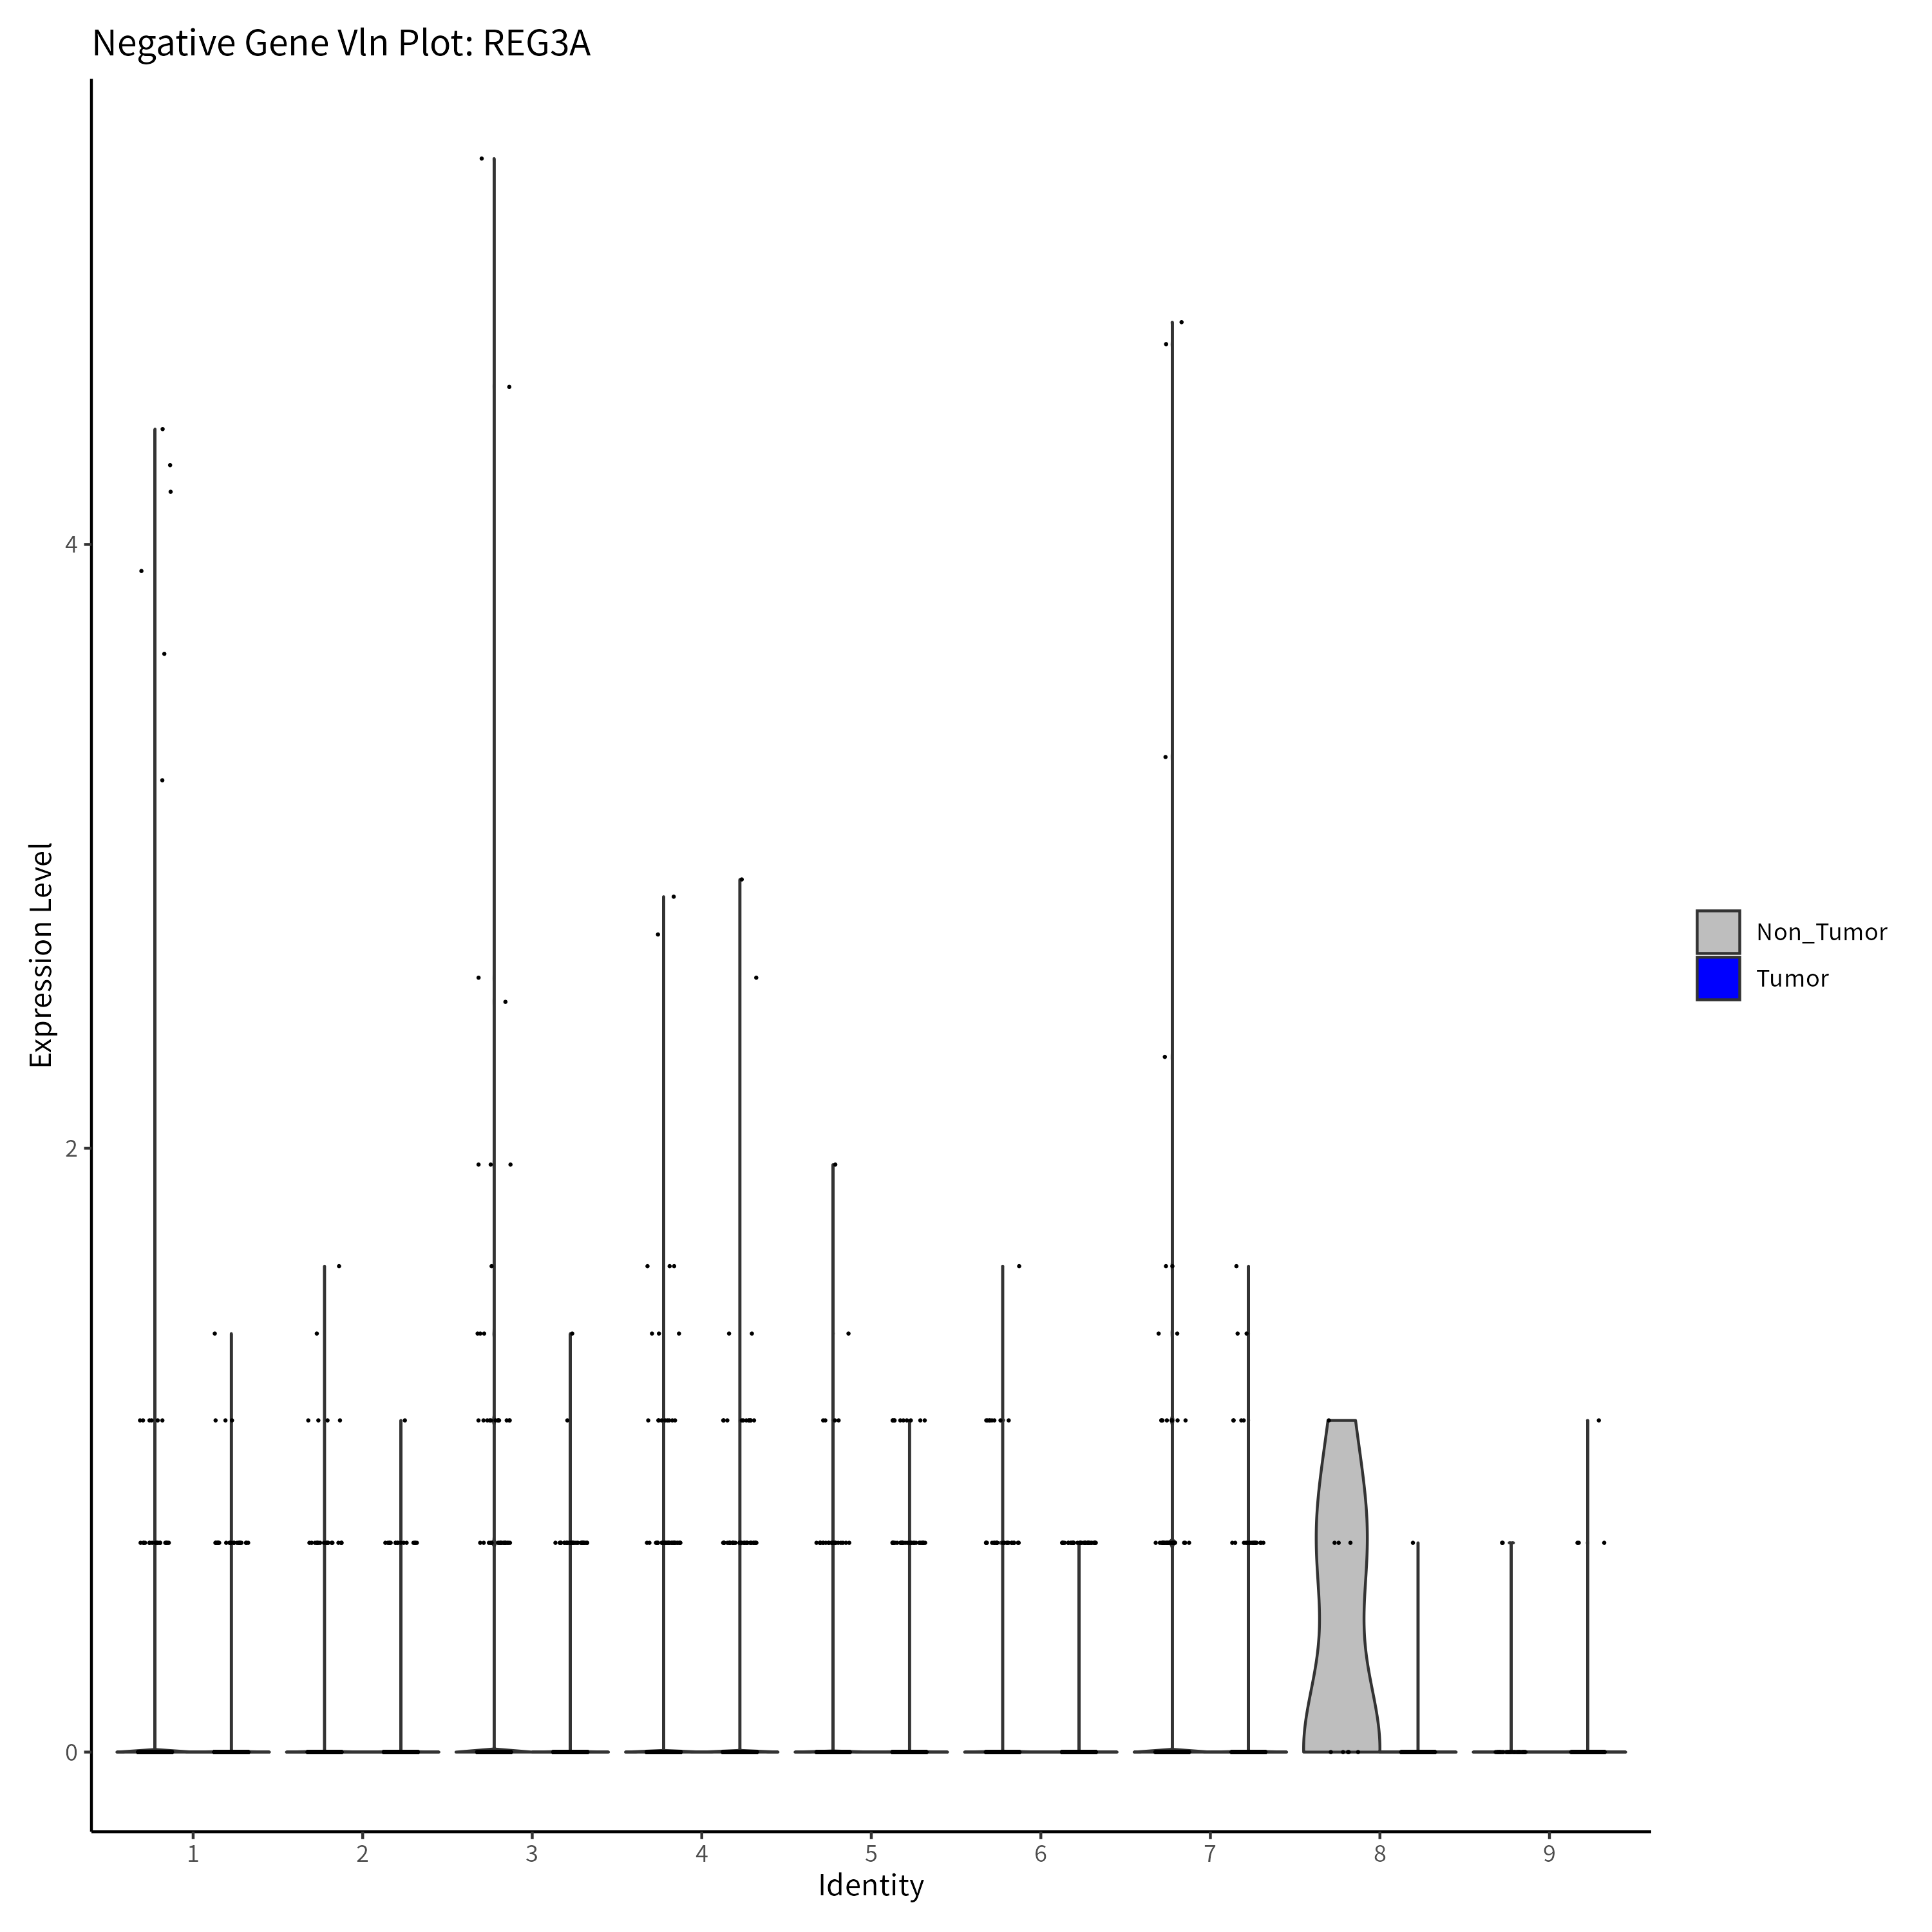 Negative Gene Vln Plot: REG3A
Expression Level
4
2
0
1 2 3 4 5 6 7 8 9
Identity
Non_Tumor
Tumor